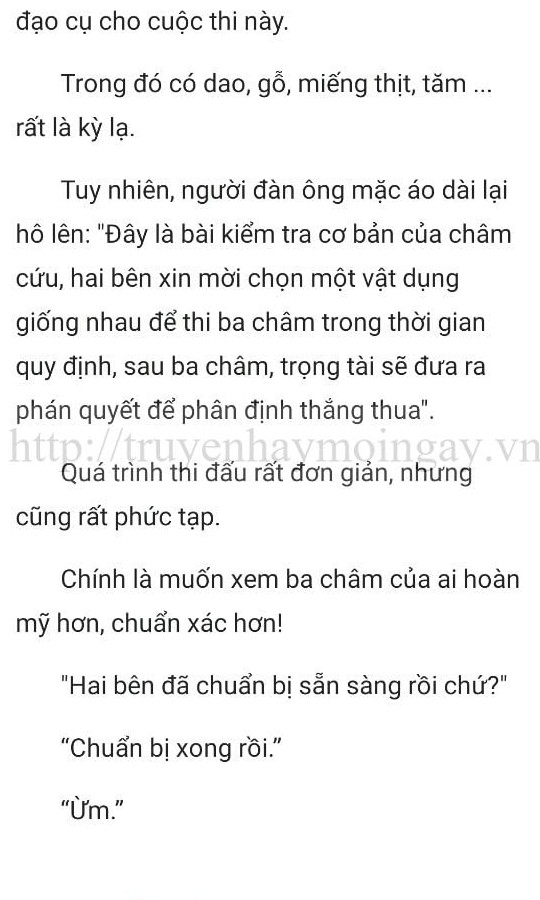 đạo cụ cho cuộc thi này.
Trong đó có dao, gỗ, miếng thịt, tăm ...
rất là kỳ lạ.
Tuy nhiên, người đàn ông mặc áo dài lại
hô lên: "Đây là bài kiểm tra cơ bản của châm
cứu, hai bên xin mời chọn một vật dụng
giống nhau để thi ba châm trong thời gian
quy định, sau ba châm, trọng tài sẽ đưa ra
phán quyết để phân định thắng thua".
http://truyenhaymoingay.vn
Quá trình thi đấu rất đơn giản, nhưng
cũng rất phức tạp.
Chính là muốn xem ba châm của ai hoàn
mỹ hơn, chuẩn xác hơn!
"Hai bên đã chuẩn bị sẵn sàng rồi chứ?"
“Chuẩn bị xong rồi.”
“Ừm.”